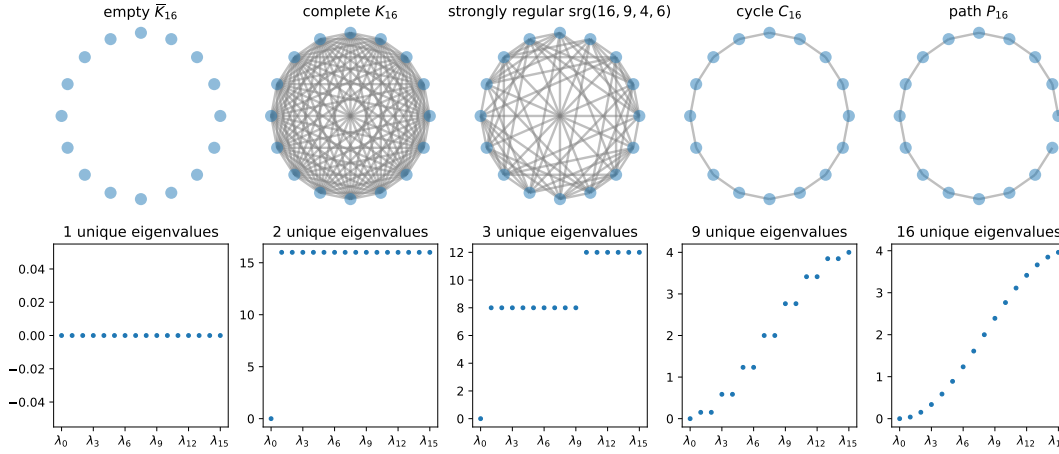 empty K̅₁₆
complete K₁₆
strongly regular srg(16, 9, 4, 6)
cycle C₁₆
path P₁₆
1 unique eigenvalues
0.04
0.02
0.00
−0.02
−0.04
λ₀ λ₃ λ₆ λ₉ λ₁₂ λ₁₅
2 unique eigenvalues
15
10
5
0
λ₀ λ₃ λ₆ λ₉ λ₁₂ λ₁₅
3 unique eigenvalues
12
10
8
6
4
2
0
λ₀ λ₃ λ₆ λ₉ λ₁₂ λ₁₅
9 unique eigenvalues
4
3
2
1
0
λ₀ λ₃ λ₆ λ₉ λ₁₂ λ₁₅
16 unique eigenvalues
4
3
2
1
0
λ₀ λ₃ λ₆ λ₉ λ₁₂